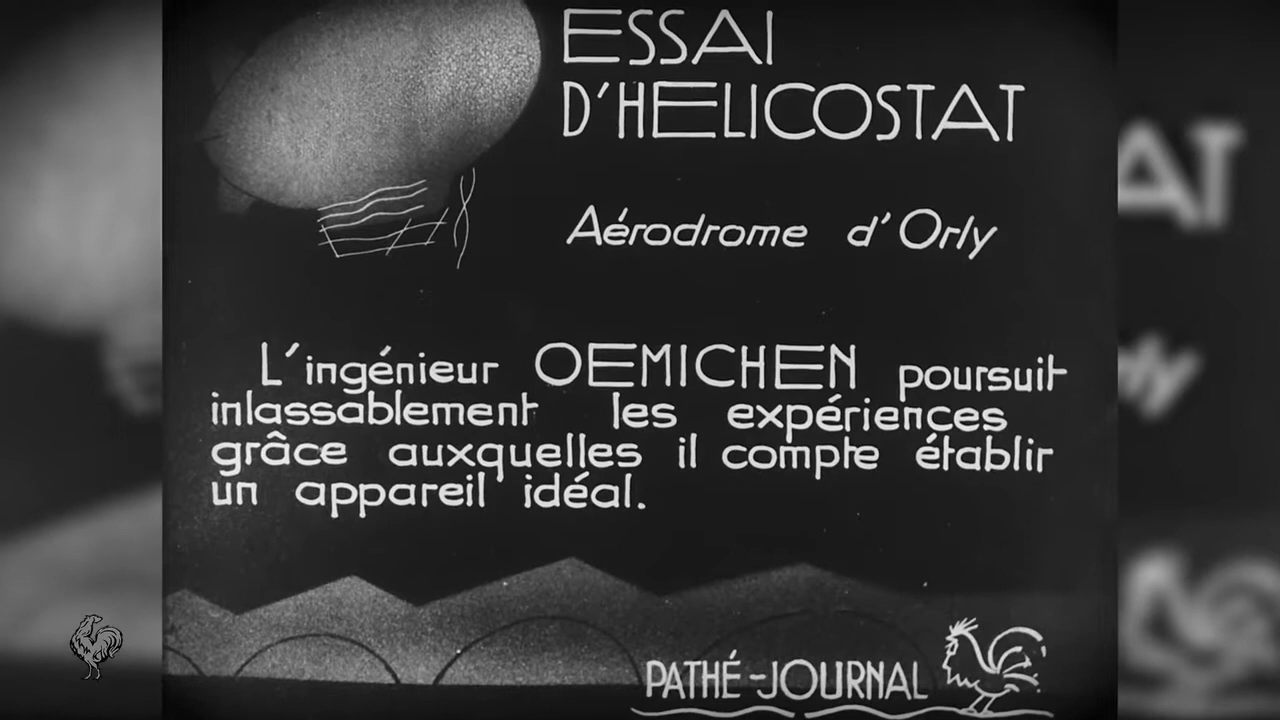 ESSAI
D'HELICOSTAT
Aérodrome d'Orly
L'ingénieur OEMICHEN poursuit
inlassablement les expériences
grâce auxquelles il compte établir
un appareil idéal.
PATHÉ-JOURNAL